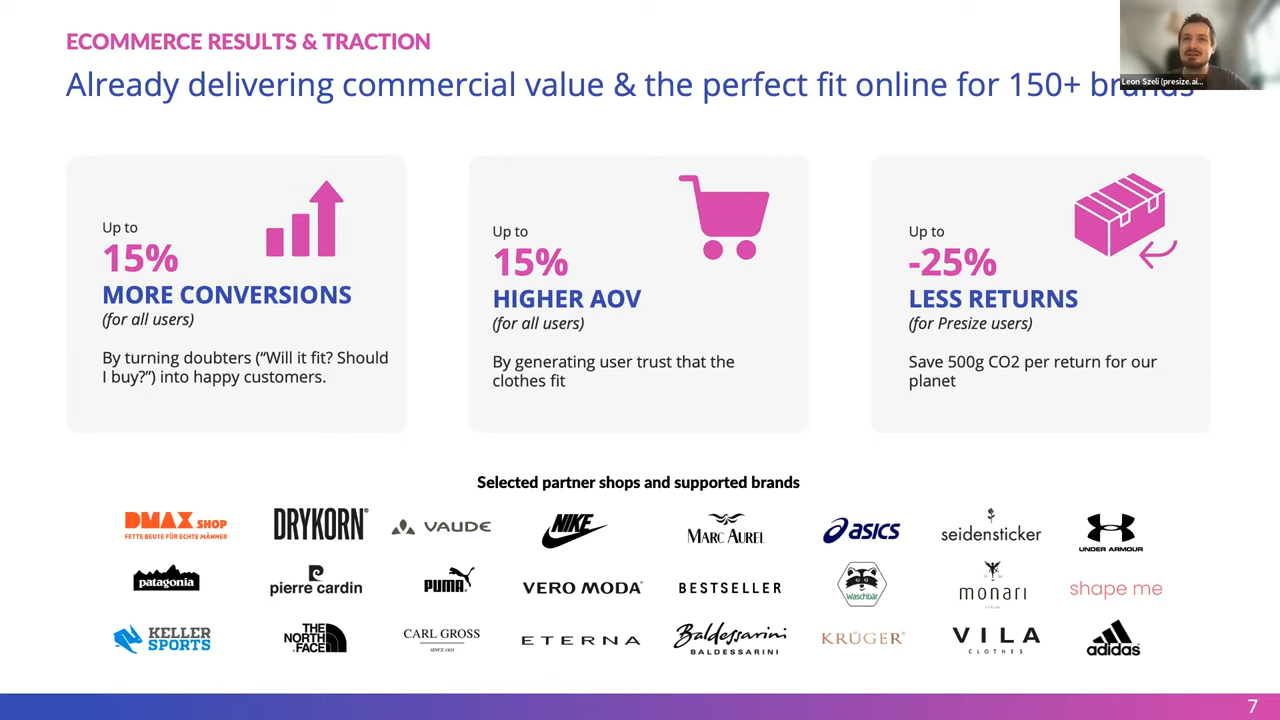 ECOMMERCE RESULTS & TRACTION
Already delivering commercial value & the perfect fit online for 150+ brands
Leon Szeli (presize.ai...
Up to
15%
MORE CONVERSIONS
(for all users)
By turning doubters (“Will it fit? Should
I buy?”) into happy customers.
Up to
15%
HIGHER AOV
(for all users)
By generating user trust that the
clothes fit
Up to
-25%
LESS RETURNS
(for Presize users)
Save 500g CO2 per return for our
planet
Selected partner shops and supported brands
DMAX SHOP
FETTE BEUTE FÜR ECHTE MÄNNER
DRYKORN®
VAUDE
NIKE
MARC AUREL
asics
seidensticker
UNDER ARMOUR
patagonia
pierre cardin
PUMA®
VERO MODA®
BESTSELLER
Waschbär
monari
ITALIA
shape me
KELLER
SPORTS
THE
NORTH
FACE
CARL GROSS
SINCE 1925
ETERNA
Baldessarini
BALDESSARINI
KRÜGER®
VILA
CLOTHES
adidas
7